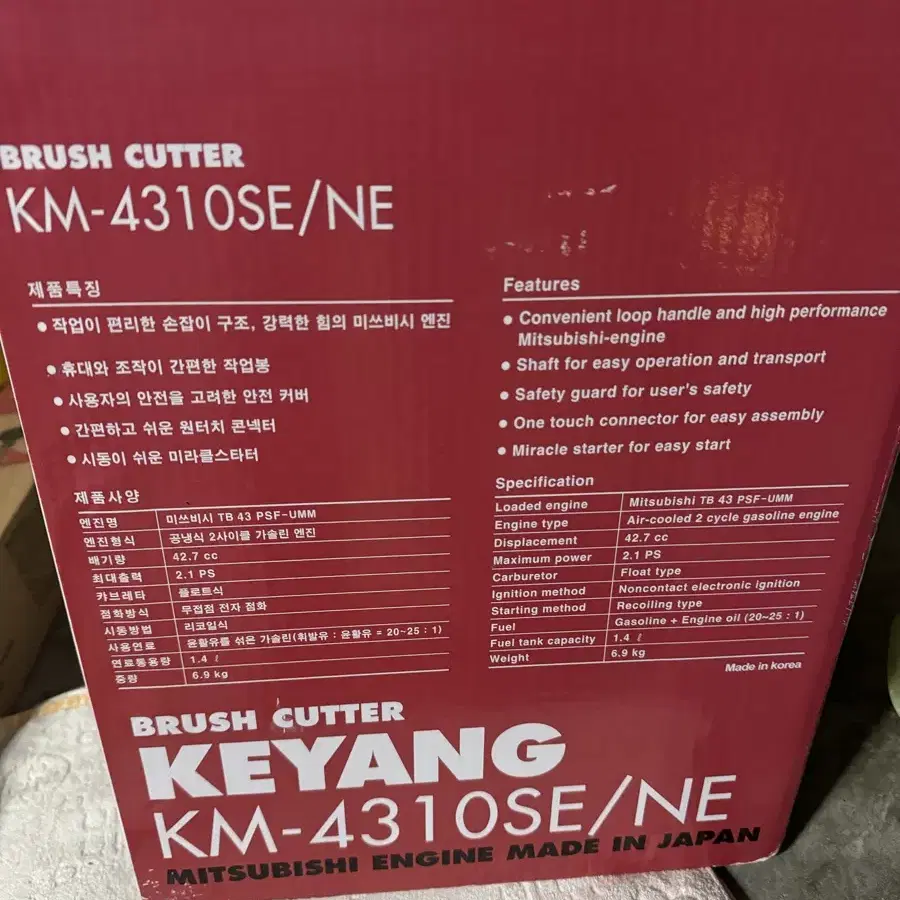 BRUSH CUTTER
KM-4310SE/NE
제품특징
● 작업이 편리한 손잡이 구조, 강력한 힘의 미쓰비시 엔진
● 휴대와 조작이 간편한 작업봉
● 사용자의 안전을 고려한 안전 커버
● 간편하고 쉬운 원터치 콘넥터
● 시동이 쉬운 미라클스타터
제품사양
엔진명 미쓰비시 TB 43 PSF-UMM
엔진형식 공냉식 2사이클 가솔린 엔진
배기량 42.7 cc
최대출력 2.1 PS
캬브레타 플로트식
점화방식 무접점 전자 점화
시동방법 리코일식
사용연료 윤활유를 섞은 가솔린(휘발유 : 윤활유 = 20~25 : 1)
연료통용량 1.4 ℓ
중량 6.9 kg
Features
● Convenient loop handle and high performance
Mitsubishi-engine
● Shaft for easy operation and transport
● Safety guard for user's safety
● One touch connector for easy assembly
● Miracle starter for easy start
Specification
Loaded engine Mitsubishi TB 43 PSF-UMM
Engine type Air-cooled 2 cycle gasoline engine
Displacement 42.7 cc
Maximum power 2.1 PS
Carburetor Float type
Ignition method Noncontact electronic ignition
Starting method Recoiling type
Fuel Gasoline + Engine oil (20~25 : 1)
Fuel tank capacity 1.4 ℓ
Weight 6.9 kg
Made in korea
BRUSH CUTTER
KEYANG
KM-4310SE/NE
MITSUBISHI ENGINE MADE IN JAPAN